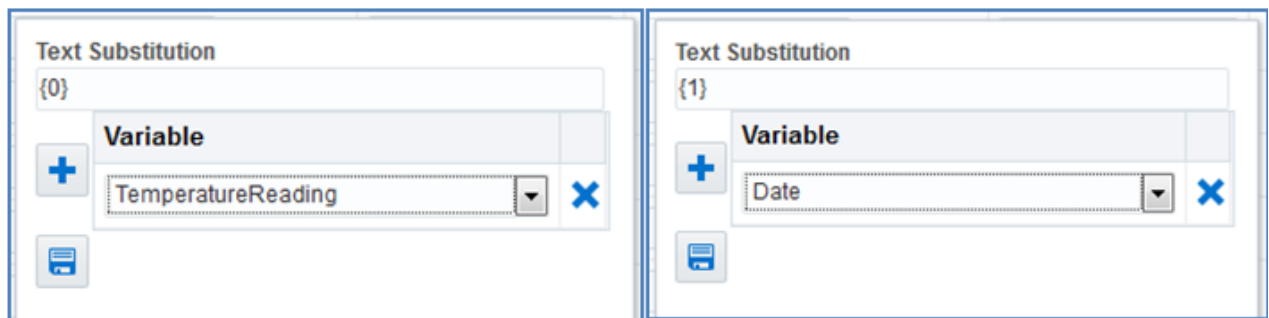 Text Substitution
{0}
Variable
TemperatureReading
Text Substitution
{1}
Variable
Date